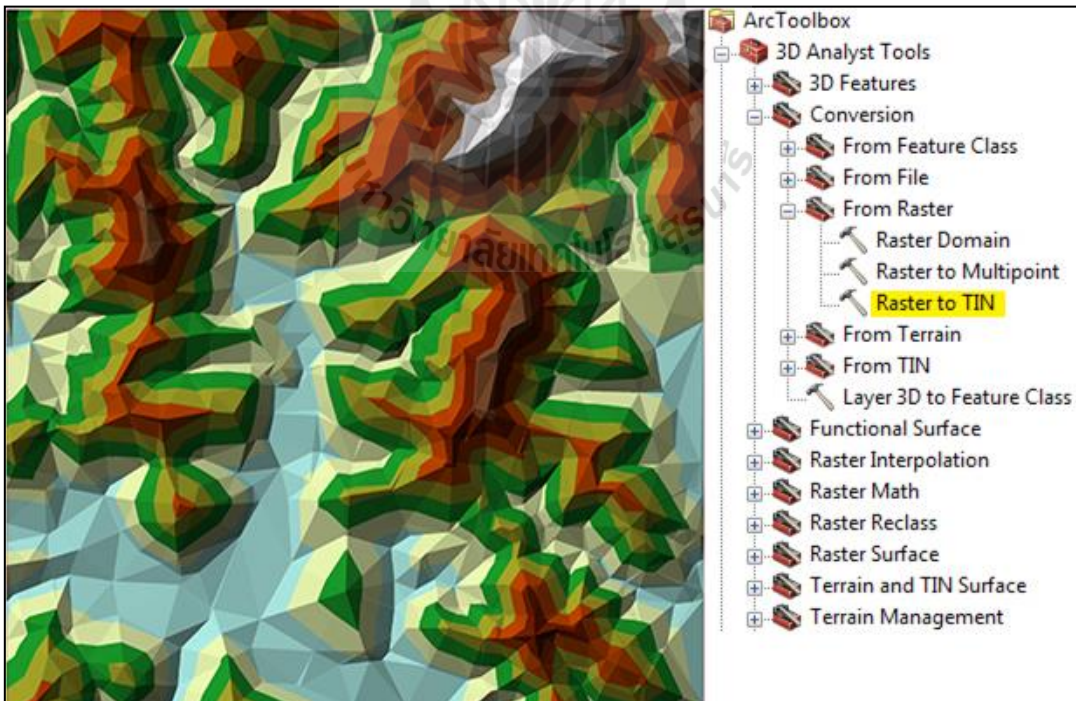 ArcToolbox
3D Analyst Tools
3D Features
Conversion
From Feature Class
From File
From Raster
Raster Domain
Raster to Multipoint
Raster to TIN
From Terrain
From TIN
Layer 3D to Feature Class
Functional Surface
Raster Interpolation
Raster Math
Raster Reclass
Raster Surface
Terrain and TIN Surface
Terrain Management